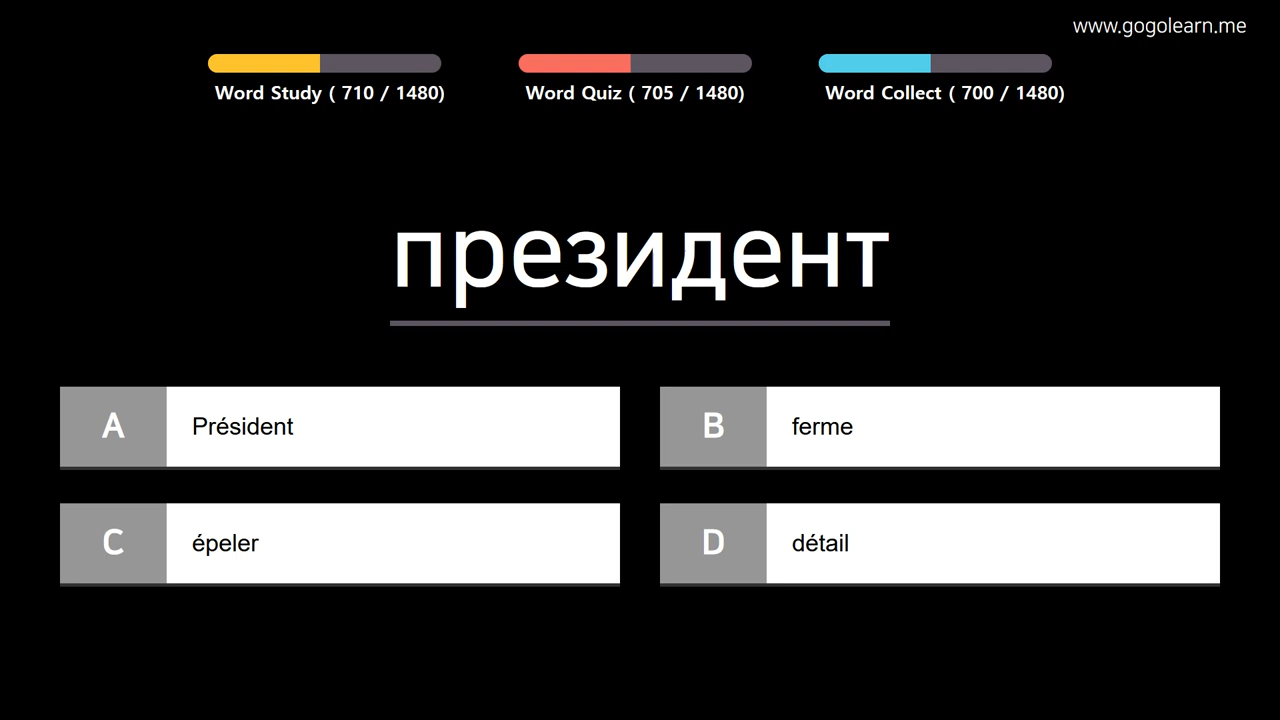 www.gogolearn.me
Word Study ( 710 / 1480)
Word Quiz ( 705 / 1480)
Word Collect ( 700 / 1480)
президент
A Président
B ferme
C épeler
D détail